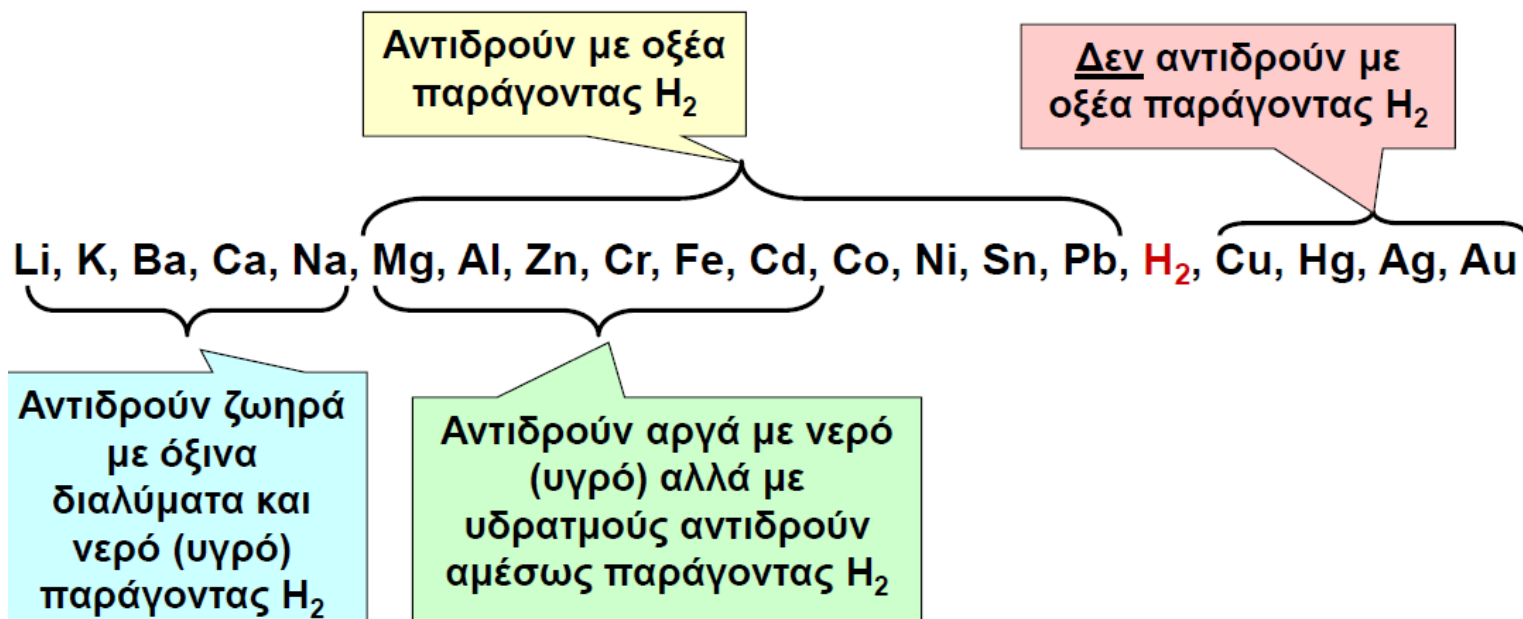 Αντιδρούν με οξέα
παράγοντας H₂
Δεν αντιδρούν με
οξέα παράγοντας H₂
Li, K, Ba, Ca, Na, Mg, Al, Zn, Cr, Fe, Cd, Co, Ni, Sn, Pb, H₂, Cu, Hg, Ag, Au
Αντιδρούν ζωηρά
με όξινα
διαλύματα και
νερό (υγρό)
παράγοντας H₂
Αντιδρούν αργά με νερό
(υγρό) αλλά με
υδρατμούς αντιδρούν
αμέσως παράγοντας H₂